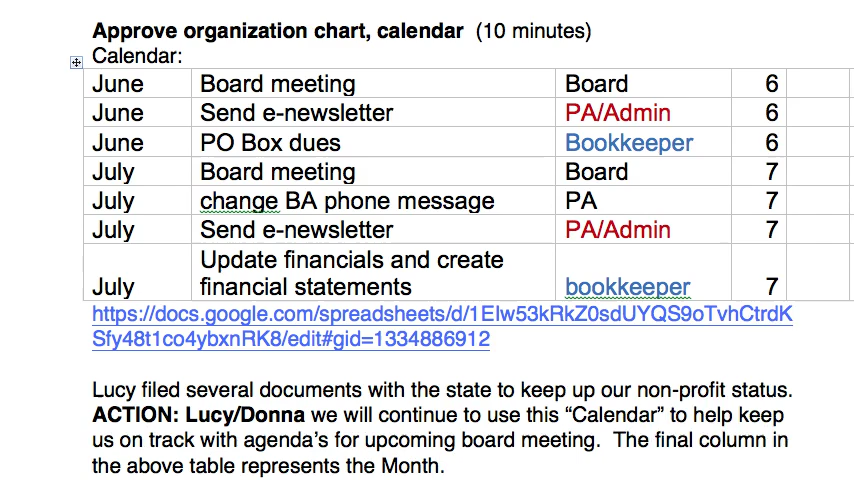 Approve organization chart, calendar (10 minutes)
Calendar:
June Board meeting Board 6
June Send e-newsletter PA/Admin 6
June PO Box dues Bookkeeper 6
July Board meeting Board 7
July change BA phone message PA 7
July Send e-newsletter PA/Admin 7
Update financials and create
July financial statements bookkeeper 7
https://docs.google.com/spreadsheets/d/1EIw53kRkZ0sdUYQS9oTvhCtrdK
Sfy48t1co4ybxnRK8/edit#gid=1334886912
Lucy filed several documents with the state to keep up our non-profit status.
ACTION: Lucy/Donna we will continue to use this “Calendar” to help keep
us on track with agenda’s for upcoming board meeting.  The final column in
the above table represents the Month.